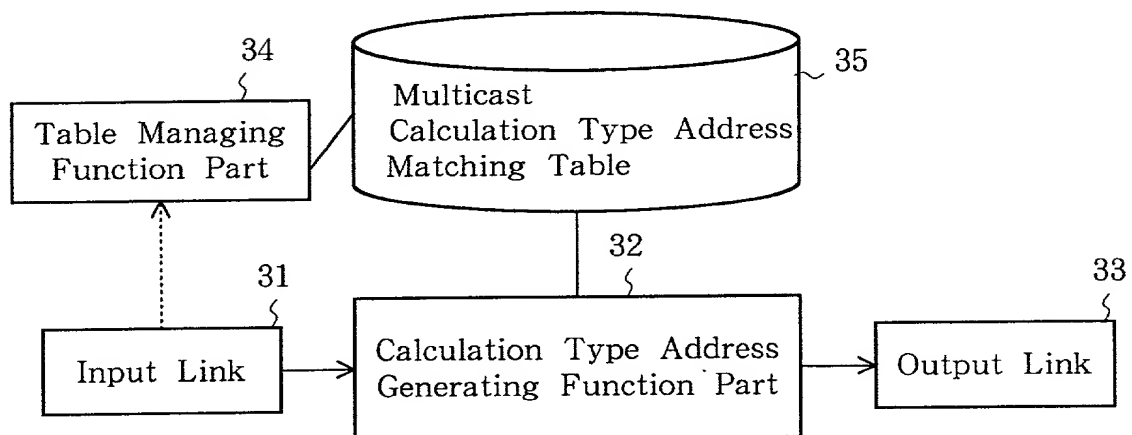 34
35
Table Managing
Function Part
Multicast
Calculation Type Address
Matching Table
31
32
33
Input Link
Calculation Type Address
Generating Function Part
Output Link